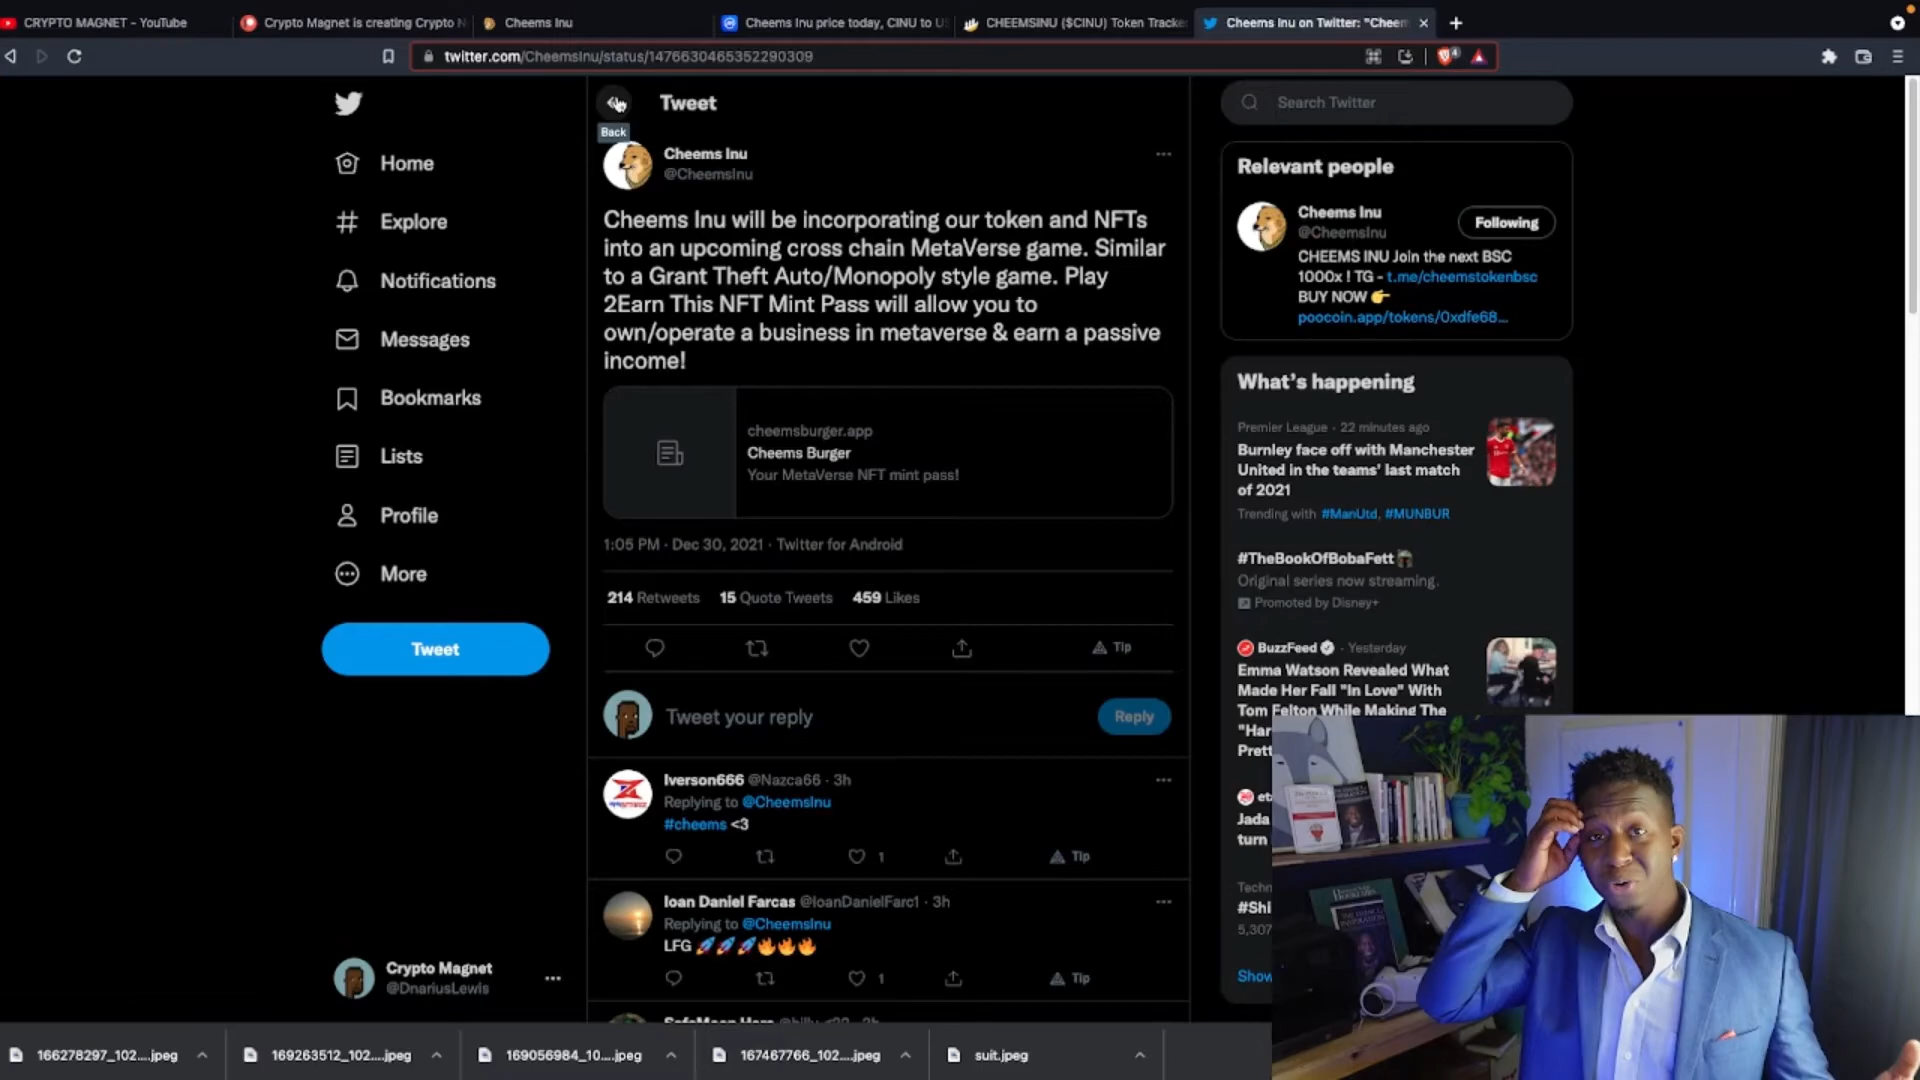 CRYPTO MAGNET - YouTube
Crypto Magnet is creating Crypto N
Cheems Inu
Cheems Inu price today, CINU to U
CHEEMSINU ($CINU) Token Tracke
Cheems Inu on Twitter: "Cheem
twitter.com/CheemsInu/status/1476630465352290309
Home
Explore
Notifications
Messages
Bookmarks
Lists
Profile
More
Tweet
Crypto Magnet
@DnariusLewis
Tweet
Back
Cheems Inu
@CheemsInu
Cheems Inu will be incorporating our token and NFTs
into an upcoming cross chain MetaVerse game. Similar
to a Grant Theft Auto/Monopoly style game. Play
2Earn This NFT Mint Pass will allow you to
own/operate a business in metaverse & earn a passive
income!
cheemsburger.app
Cheems Burger
Your MetaVerse NFT mint pass!
1:05 PM · Dec 30, 2021 · Twitter for Android
214 Retweets 15 Quote Tweets 459 Likes
Tip
Tweet your reply
Reply
Iverson666 @Nazca66 · 3h
Replying to @CheemsInu
#cheems <3
1
Tip
Ioan Daniel Farcas @IoanDanielFarc1 · 3h
Replying to @CheemsInu
LFG 🚀🚀🚀🔥🔥🔥
1
Tip
Search Twitter
Relevant people
Cheems Inu
@CheemsInu
Following
CHEEMS INU Join the next BSC
1000x ! TG - t.me/cheemstokenbsc
BUY NOW 👉
poocoin.app/tokens/0xdfe68...
What's happening
Premier League · 22 minutes ago
Burnley face off with Manchester
United in the teams' last match
of 2021
Trending with #ManUtd, #MUNBUR
#TheBookOfBobaFett
Original series now streaming.
Promoted by Disney+
BuzzFeed · Yesterday
Emma Watson Revealed What
Made Her Fall "In Love" With
Tom Felton While Making The
"Har
Prett
et
Jada
turn
Techn
#Shi
5,307
Show
166278297_102....jpeg
169263512_102....jpeg
169056984_10....jpeg
167467766_102....jpeg
suit.jpeg